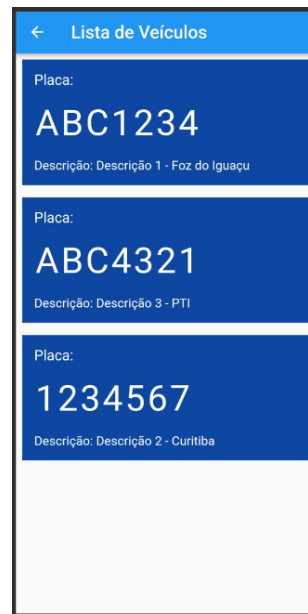 Lista de Veículos
Placa:
ABC1234
Descrição: Descrição 1 - Foz do Iguaçu
Placa:
ABC4321
Descrição: Descrição 3 - PTI
Placa:
1234567
Descrição: Descrição 2 - Curitiba